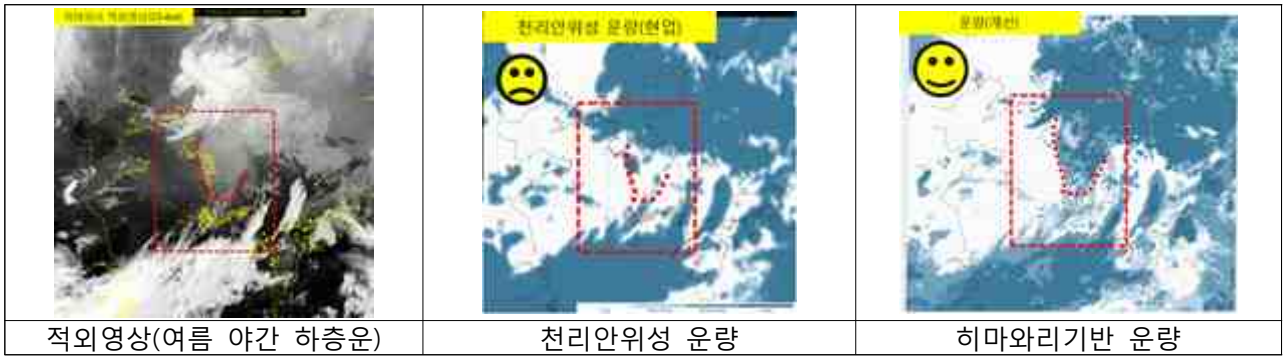 천리안위성 운량(현업)
운량(개선)
적외영상(여름 야간 하층운)
천리안위성 운량
히마와리기반 운량